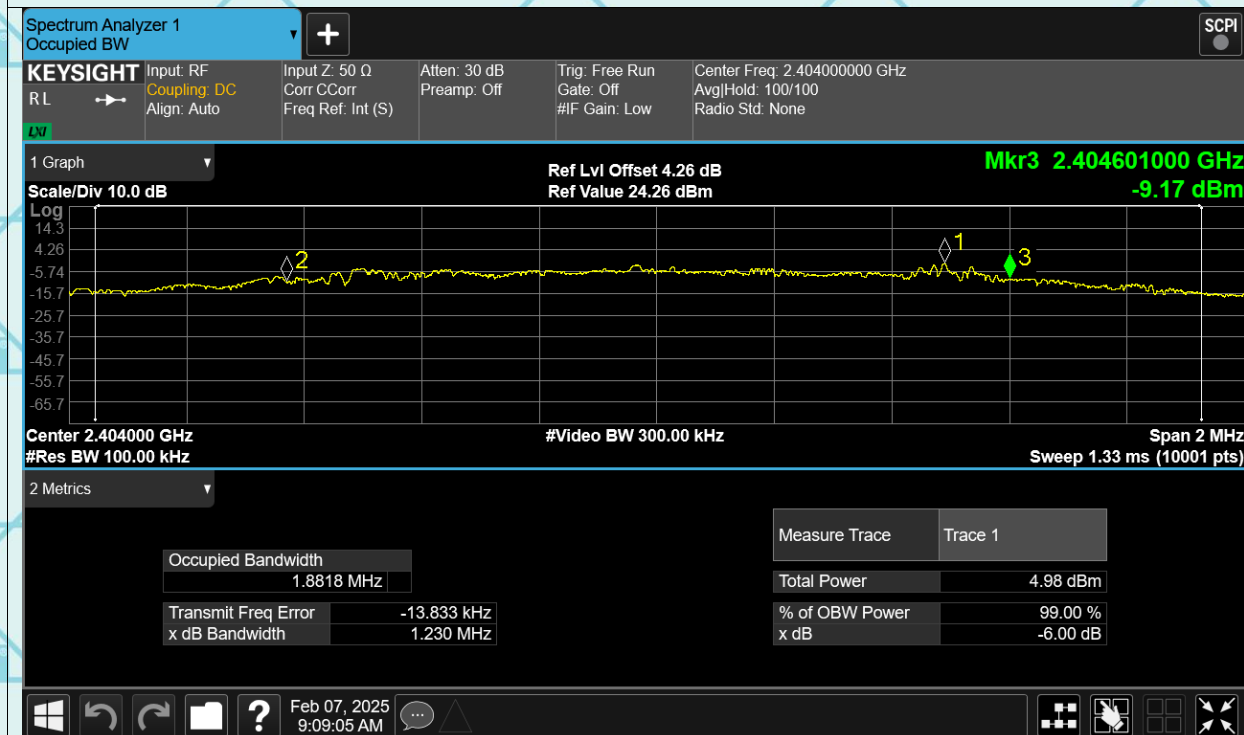 Spectrum Analyzer 1
Occupied BW
+
SCPI
KEYSIGHT
R L
LXI
Input: RF
Coupling: DC
Align: Auto
Input Z: 50 Ω
Corr CCorr
Freq Ref: Int (S)
Atten: 30 dB
Preamp: Off
Trig: Free Run
Gate: Off
#IF Gain: Low
Center Freq: 2.404000000 GHz
Avg|Hold: 100/100
Radio Std: None
1 Graph
Scale/Div 10.0 dB
Ref Lvl Offset 4.26 dB
Ref Value 24.26 dBm
Mkr3 2.404601000 GHz
-9.17 dBm
Log
14.3
4.26
-5.74
-15.7
-25.7
-35.7
-45.7
-55.7
-65.7
2
1
3
Center 2.404000 GHz
#Video BW 300.00 kHz
Span 2 MHz
#Res BW 100.00 kHz
Sweep 1.33 ms (10001 pts)
2 Metrics
Occupied Bandwidth
1.8818 MHz
Transmit Freq Error -13.833 kHz
x dB Bandwidth 1.230 MHz
Measure Trace Trace 1
Total Power 4.98 dBm
% of OBW Power 99.00 %
x dB -6.00 dB
?
Feb 07, 2025
9:09:05 AM